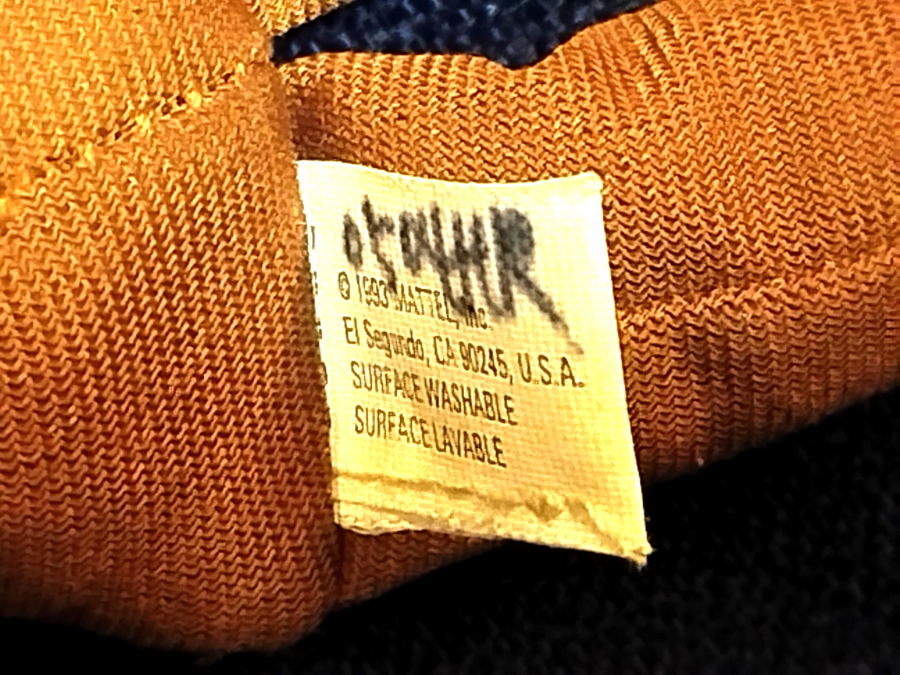 © 1993 MATTEL, Inc.
El Segundo, CA 90245, U.S.A.
SURFACE WASHABLE
SURFACE LAVABLE